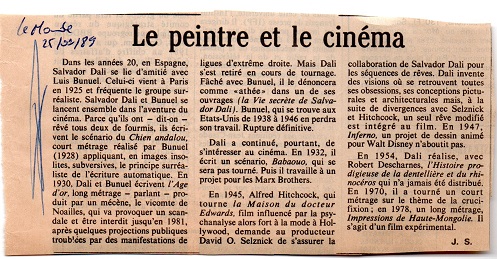 le Monde
25/02/89
Le peintre et le cinéma
Dans les années 20, en Espagne,
Salvador Dali se lie d'amitié avec
Luis Bunuel. Celui-ci vient à Paris
en 1925 et fréquente le groupe sur-
réaliste. Salvador Dali et Bunuel se
lancent ensemble dans l'aventure du
cinéma. Parce qu'ils ont – dit-on –
rêvé tous deux de fourmis, ils écri-
vent le scénario du Chien andalou,
court métrage réalisé par Bunuel
(1928) appliquant, en images inso-
lites, subversives, le principe surréa-
liste de l'écriture automatique. En
1930, Dali et Bunuel écrivent l'Age
d'or, long métrage – parlant – pro-
duit par un mécène, le vicomte de
Noailles, qui va provoquer un scan-
dale et être interdit jusqu'en 1981,
après quelques projections publiques
troublées par des manifestations de
ligues d'extrême droite. Mais Dali
s'est retiré en cours de tournage.
Fâché avec Bunuel, il le dénoncera
comme «athée» dans un de ses
ouvrages (la Vie secrète de Salva-
dor Dali). Bunuel, qui se trouve aux
Etats-Unis de 1938 à 1946 en perdra
son travail. Rupture définitive.
Dali a continué, pourtant, de
s'intéresser au cinéma. En 1932, il
écrit un scénario, Babaouo, qui ne
sera pas tourné. Puis il travaille à un
projet pour les Marx Brothers.
En 1945, Alfred Hitchcock, qui
tourne la Maison du docteur
Edwards, film influencé par la psy-
chanalyse alors fort à la mode à Hol-
lywood, demande au producteur
David O. Selznick de s'assurer la
collaboration de Salvador Dali pour
les séquences de rêves. Dali invente
des visions où se retrouvent toutes
ses obsessions, ses conceptions pictu-
rales et architecturales mais, à la
suite de divergences avec Selznick
et Hitchcock, un seul rêve modifié
est intégré au film. En 1947,
Inferno, un projet de dessin animé
pour Walt Disney n'aboutit pas.
En 1954, Dali réalise, avec
Robert Descharnes, l'Histoire pro-
digieuse de la dentellière et du rhi-
nocéros qui n'a jamais été distribué.
En 1970, il a tourné un court
métrage sur le thème de la cruci-
fixion ; en 1978, un long métrage,
Impressions de Haute-Mongolie. Il
s'agit d'un film expérimental.
J. S.